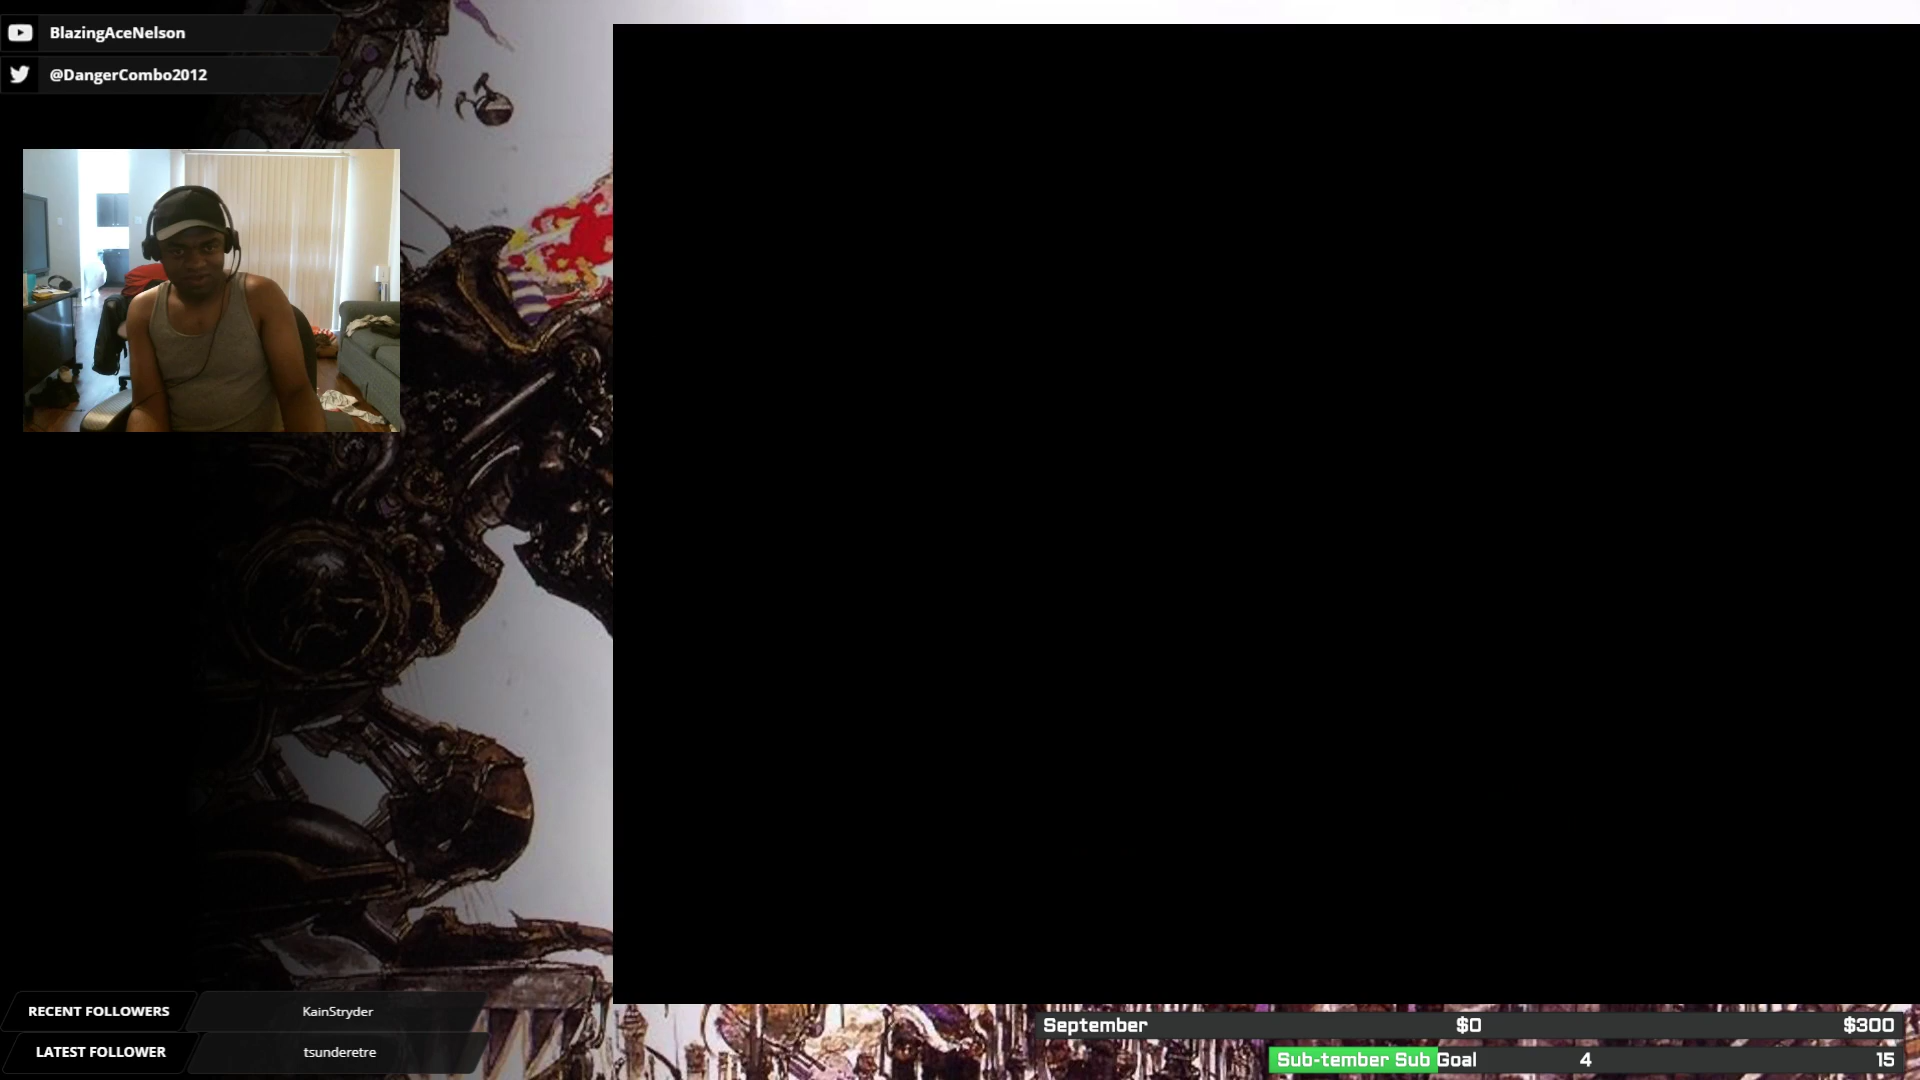 BlazingAceNelson
@DangerCombo2012
RECENT FOLLOWERS KainStryder
LATEST FOLLOWER tsunderetre
September $0 $300
Sub-tember Sub Goal 4 15